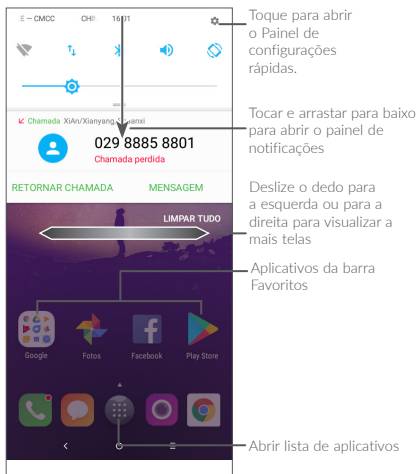 E – CMCC
Toque para abrir
o Painel de
configurações
rápidas.
Chamada XiAn/Xianyang,
029 8885 8801
Chamada perdida
Tocar e arrastar para baixo
para abrir o painel de
notificações
RETORNAR CHAMADA MENSAGEM
Deslize o dedo para
a esquerda ou para a
direita para visualizar a
mais telas
LIMPAR TUDO
Aplicativos da barra
Favoritos
Google Fotos Facebook Play Store
Abrir lista de aplicativos